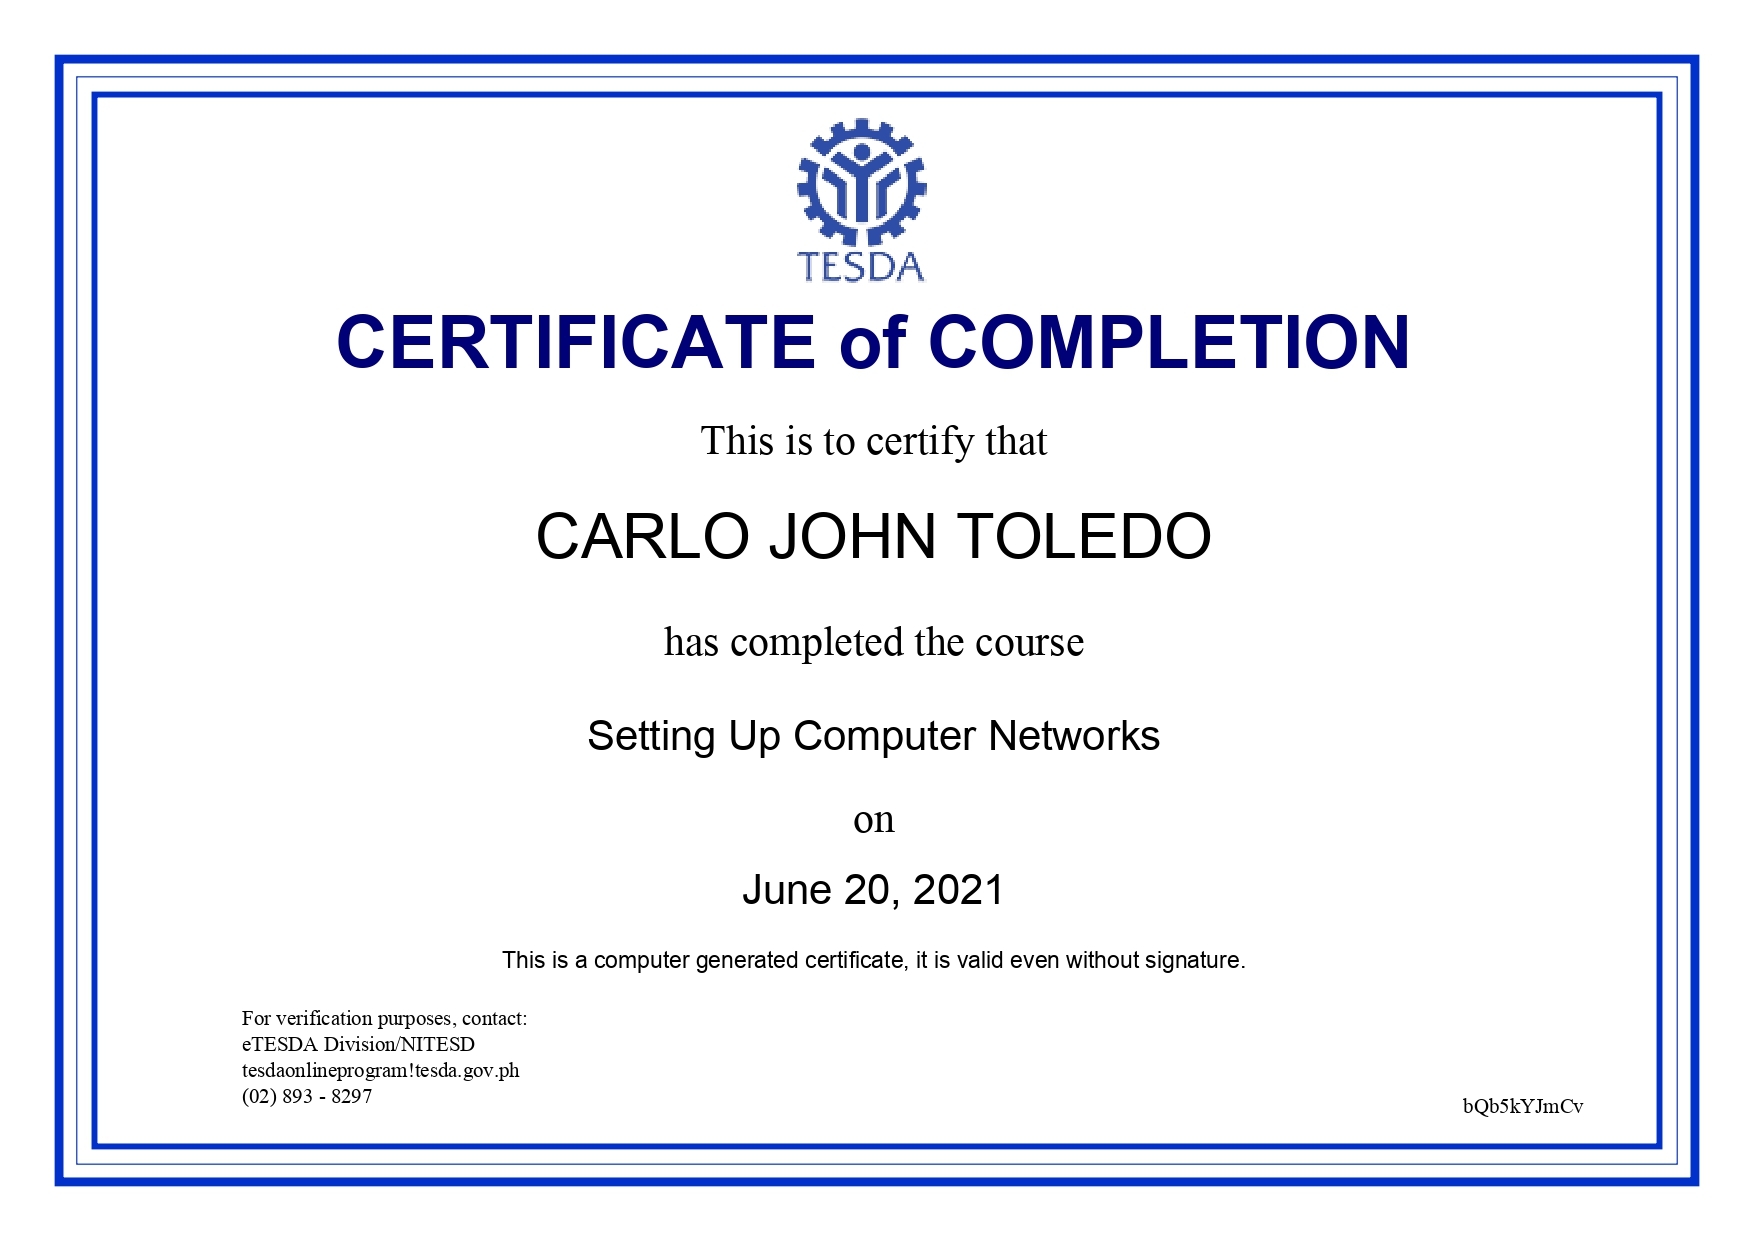 TESDA
CERTIFICATE of COMPLETION
This is to certify that
CARLO JOHN TOLEDO
has completed the course
Setting Up Computer Networks
on
June 20, 2021
This is a computer generated certificate, it is valid even without signature.
For verification purposes, contact:
eTESDA Division/NITESD
tesdaonlineprogram!tesda.gov.ph
(02) 893 - 8297
bQb5kYJmCv